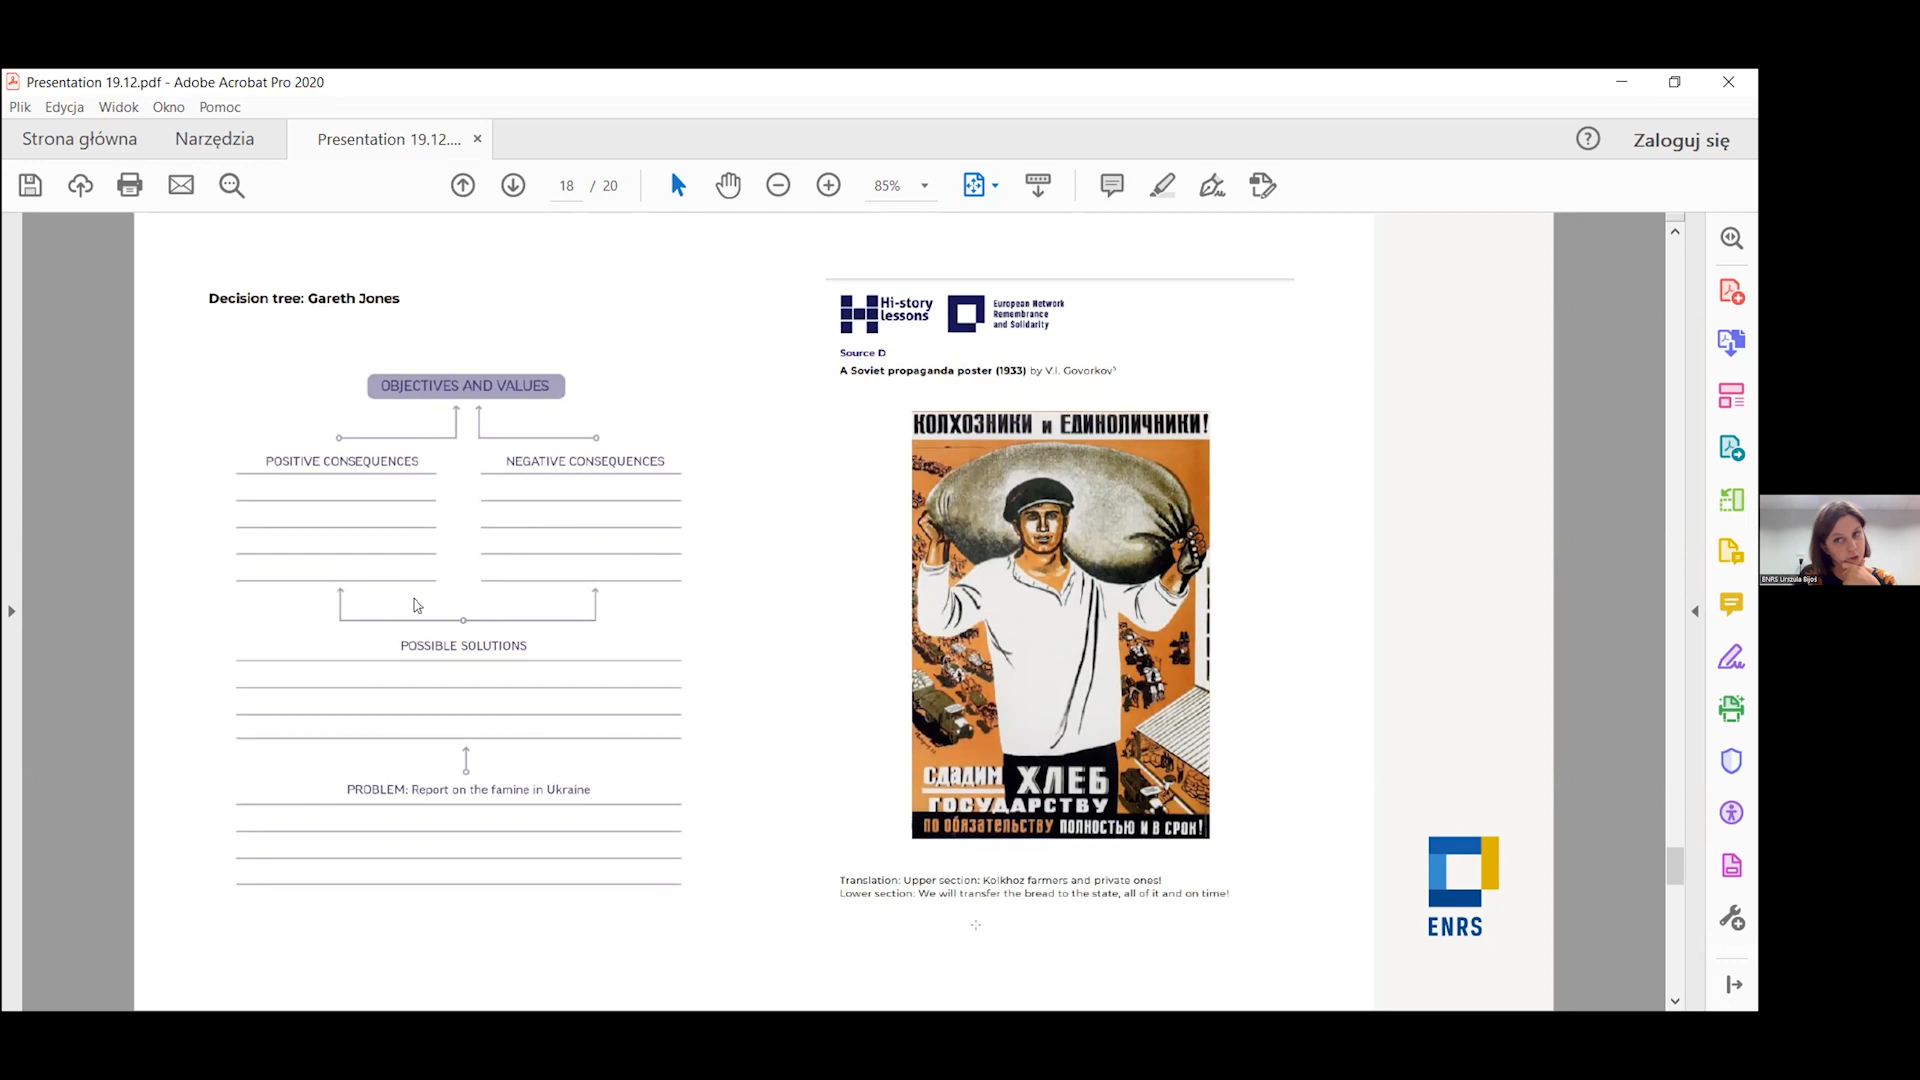 Presentation 19.12.pdf - Adobe Acrobat Pro 2020
Plik Edycja Widok Okno Pomoc
Strona główna Narzędzia Presentation 19.12.... Zaloguj się
18 / 20 85%
Decision tree: Gareth Jones
OBJECTIVES AND VALUES
POSITIVE CONSEQUENCES NEGATIVE CONSEQUENCES
POSSIBLE SOLUTIONS
PROBLEM: Report on the famine in Ukraine
Hi-story
lessons
European Network
Remembrance
and Solidarity
Source D
A Soviet propaganda poster (1933) by V.I. Govorkov⁵
КОЛХОЗНИКИ и ЕДИНОЛИЧНИКИ!
СДАДИМ ХЛЕБ
ГОСУДАРСТВУ
ПО ОБЯЗАТЕЛЬСТВУ ПОЛНОСТЬЮ И В СРОК!
Translation: Upper section: Kolkhoz farmers and private ones!
Lower section: We will transfer the bread to the state, all of it and on time!
ENRS
ENRS Urszula Bijoś